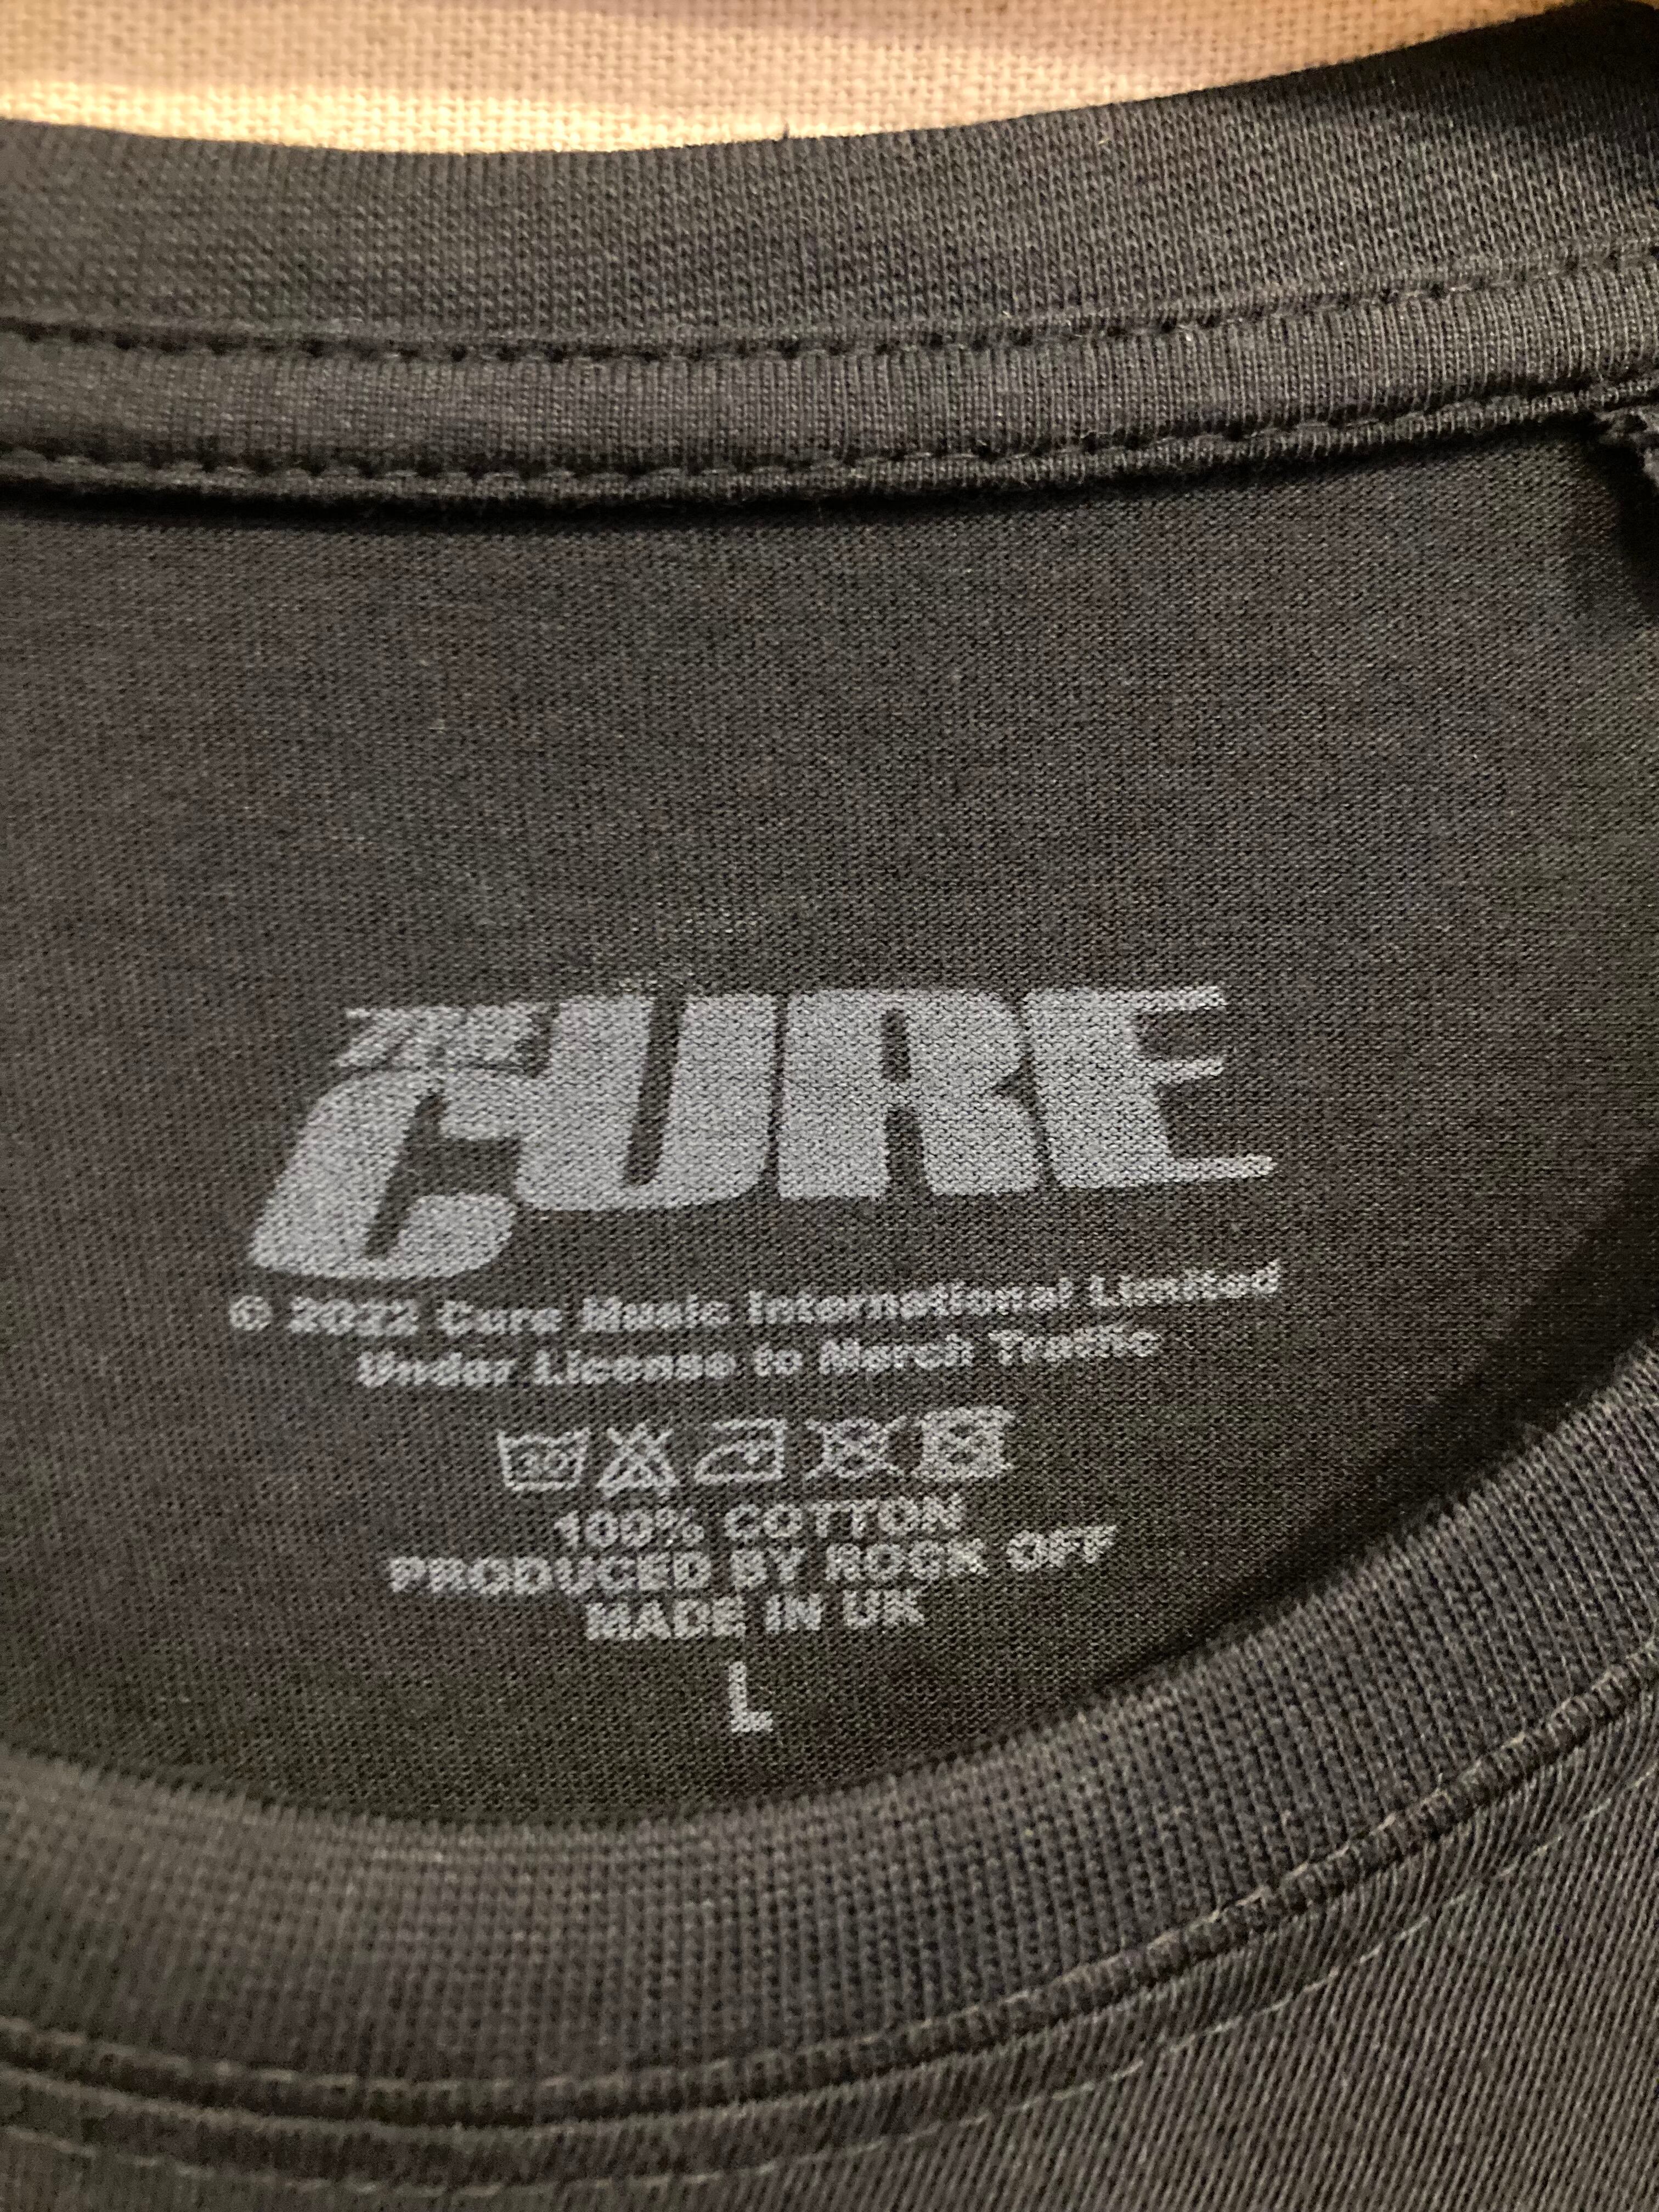 THE
CURE
© 2022 Cure Music International Limited
Under License to Merch Traffic
30
100% COTTON
PRODUCED BY ROCK OFF
MADE IN UK
L